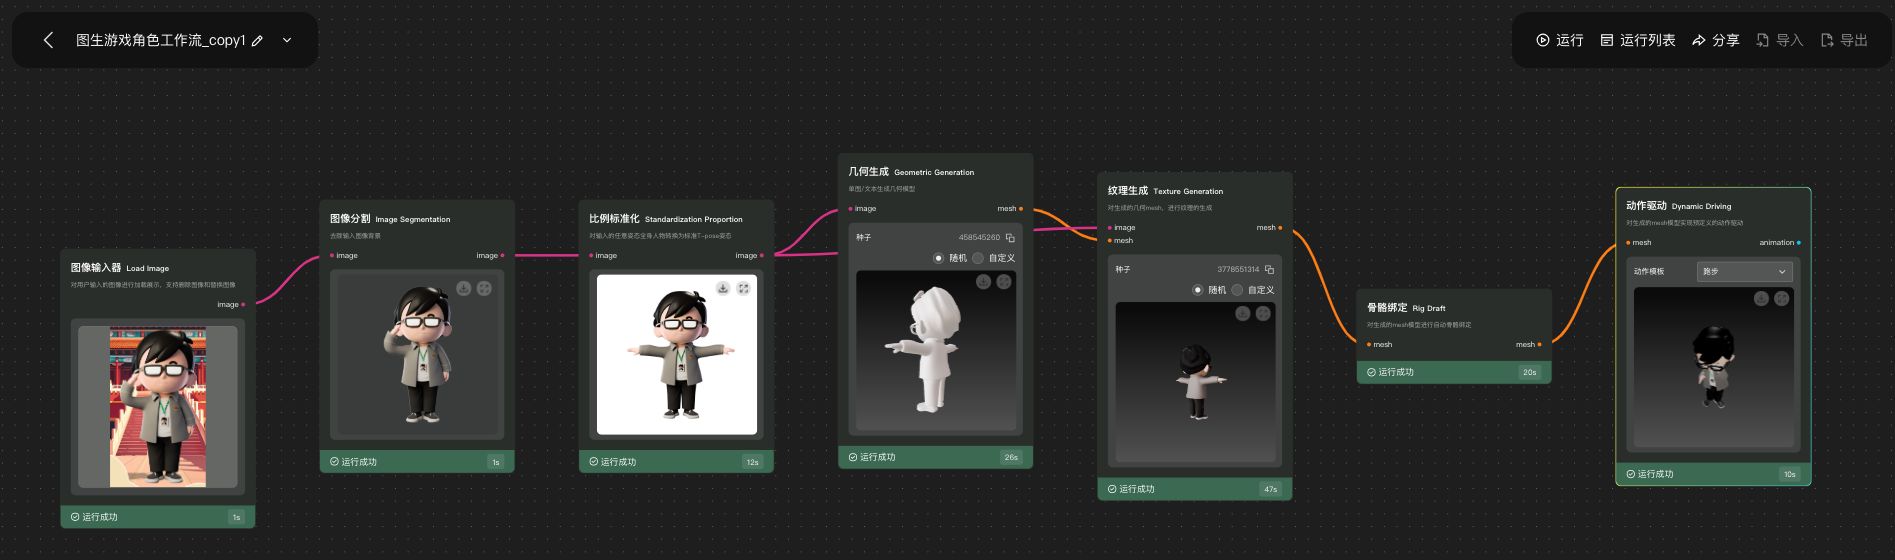 图生游戏角色工作流_copy1
运行 运行列表 分享 导入 导出
图像输入器 Load Image
对用户输入的图像进行加载展示，支持删除图像和替换图像
image
运行成功 1s
图像分割 Image Segmentation
去除输入图像背景
image image
运行成功 1s
比例标准化 Standardization Proportion
对输入的任意姿态全身人物转换为标准T-pose姿态
image image
运行成功 12s
几何生成 Geometric Generation
单图/文本生成几何模型
image mesh
种子 458545260
随机 自定义
运行成功 26s
纹理生成 Texture Generation
对生成的几何mesh，进行纹理的生成
image mesh
mesh
种子 3778551314
随机 自定义
运行成功 47s
骨骼绑定 Rig Draft
对生成的mesh模型进行自动骨骼绑定
mesh mesh
运行成功 20s
动作驱动 Dynamic Driving
对生成的mesh模型实现预定义的动作驱动
mesh animation
动作模板 跑步
运行成功 10s